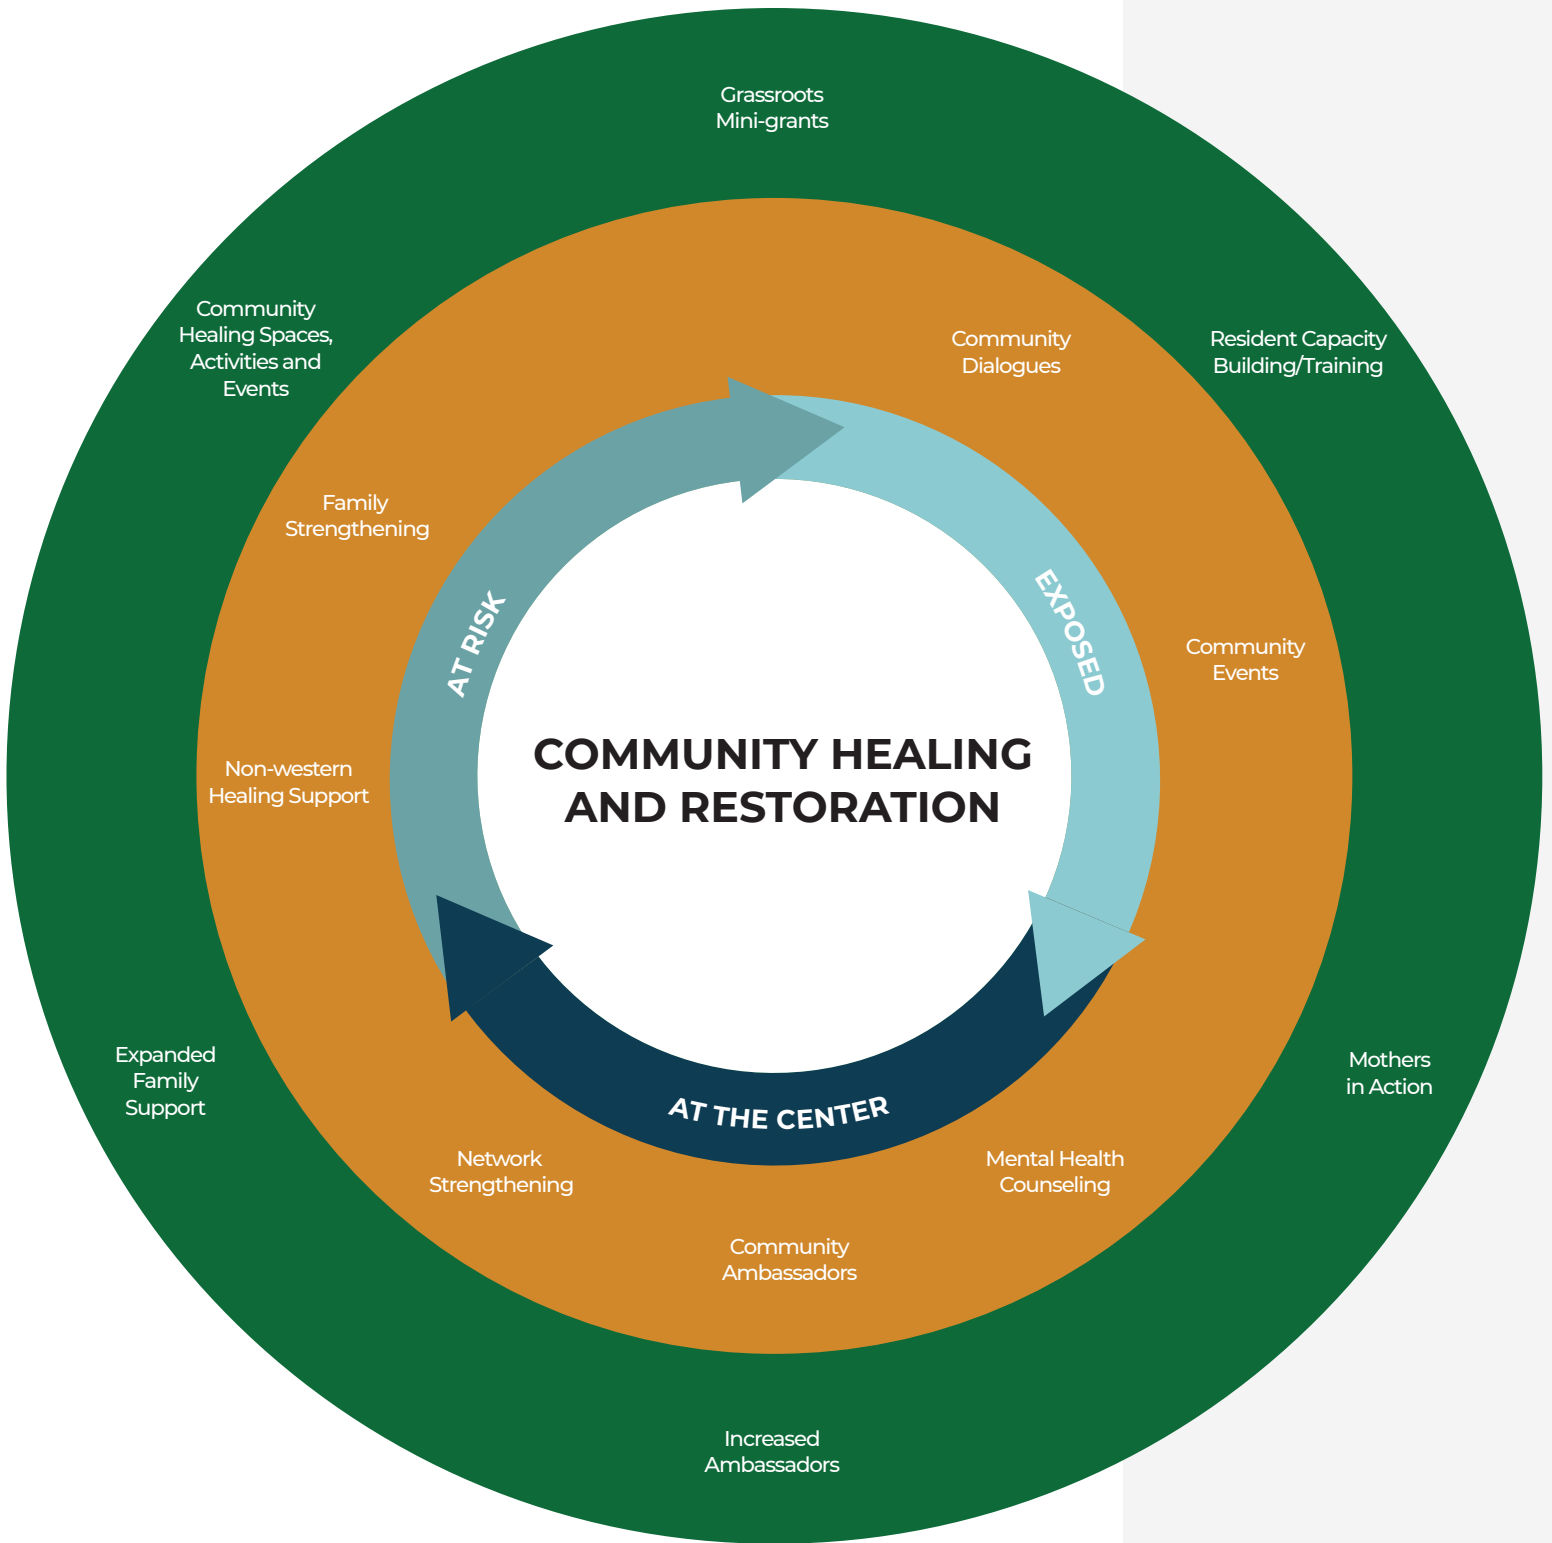 Grassroots
Mini-grants
Community
Healing Spaces,
Activities and
Events
Resident Capacity
Building/Training
Community
Dialogues
Family
Strengthening
AT RISK
EXPOSED
Community
Events
COMMUNITY HEALING
AND RESTORATION
Non-western
Healing Support
Expanded
Family
Support
Mothers
in Action
AT THE CENTER
Network
Strengthening
Mental Health
Counseling
Community
Ambassadors
Increased
Ambassadors